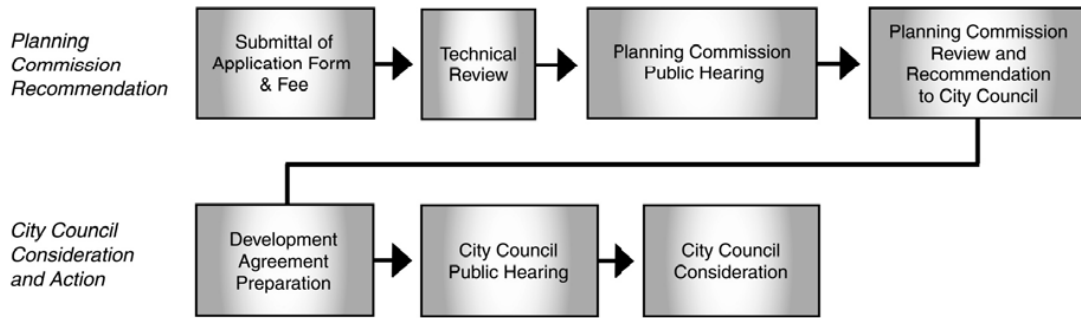 Planning
Commission
Recommendation
Submittal of
Application Form
& Fee
Technical
Review
Planning Commission
Public Hearing
Planning Commission
Review and
Recommendation
to City Council
City Council
Consideration
and Action
Development
Agreement
Preparation
City Council
Public Hearing
City Council
Consideration